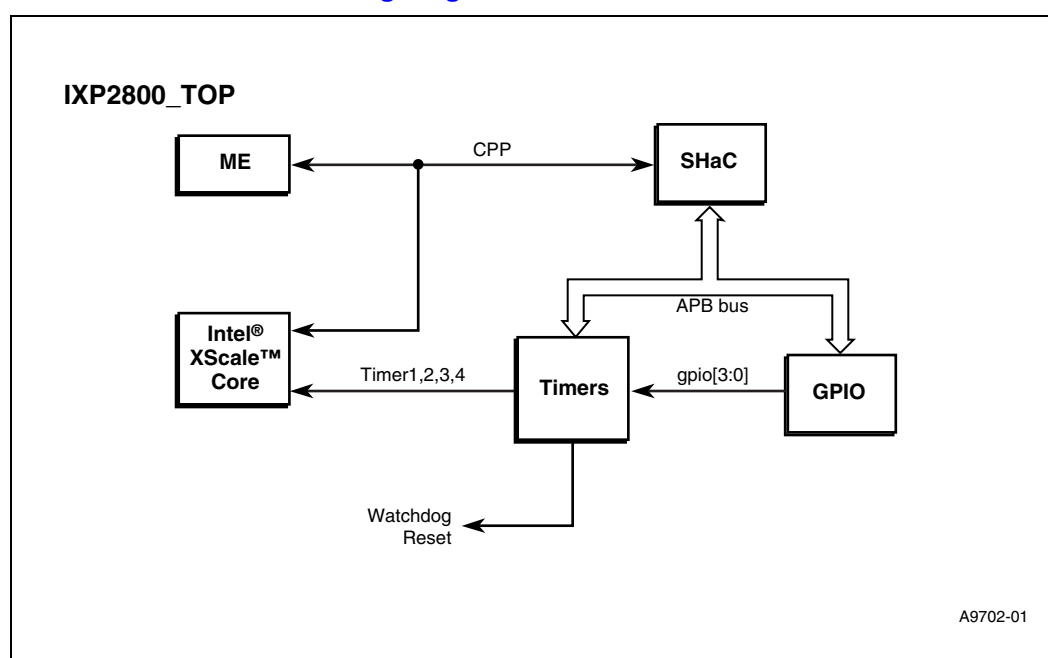 IXP2800_TOP
ME
CPP
SHaC
APB bus
Intel®
XScale™
Core
Timer1,2,3,4
Timers
gpio[3:0]
GPIO
Watchdog
Reset
A9702-01